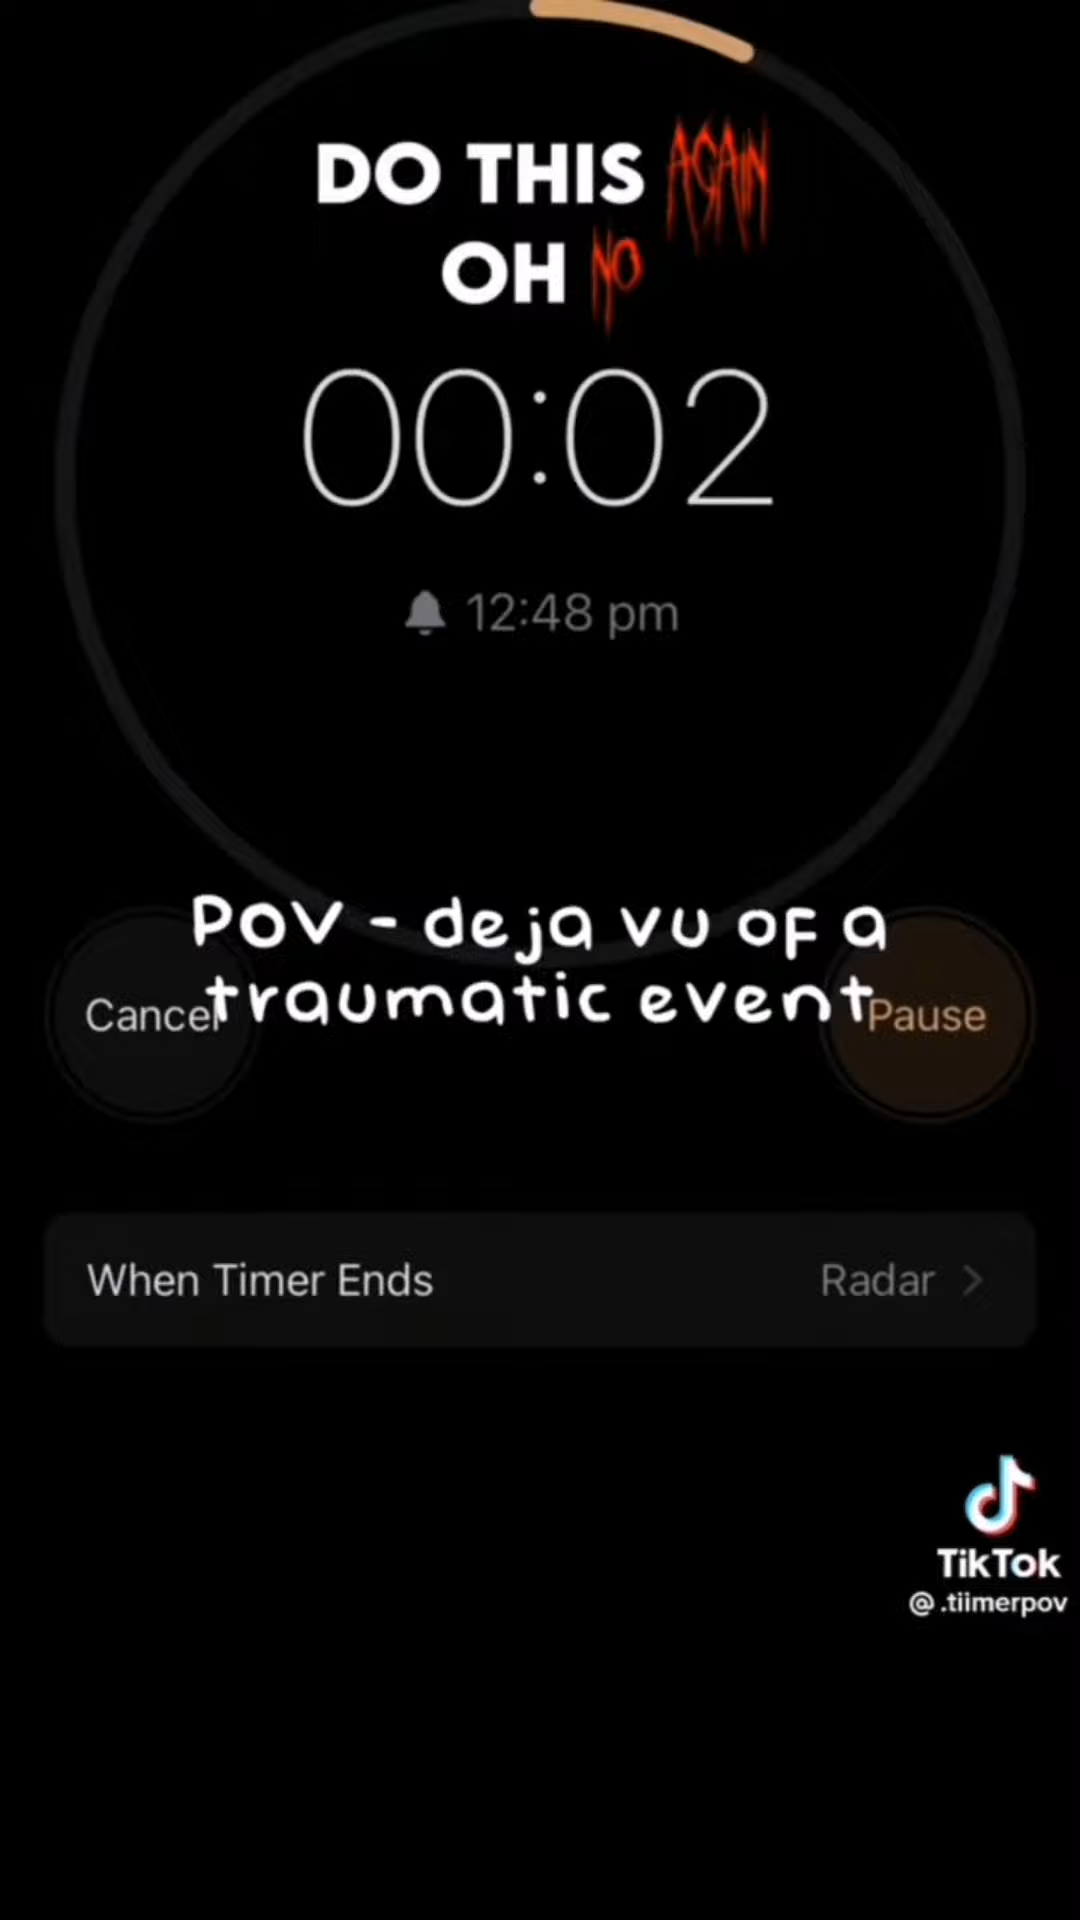 DO THIS AGAIN
OH NO
00:02
12:48 pm
POV - deja vu of a
traumatic event
Cancel
Pause
When Timer Ends
Radar
TikTok
@.tiimerpov